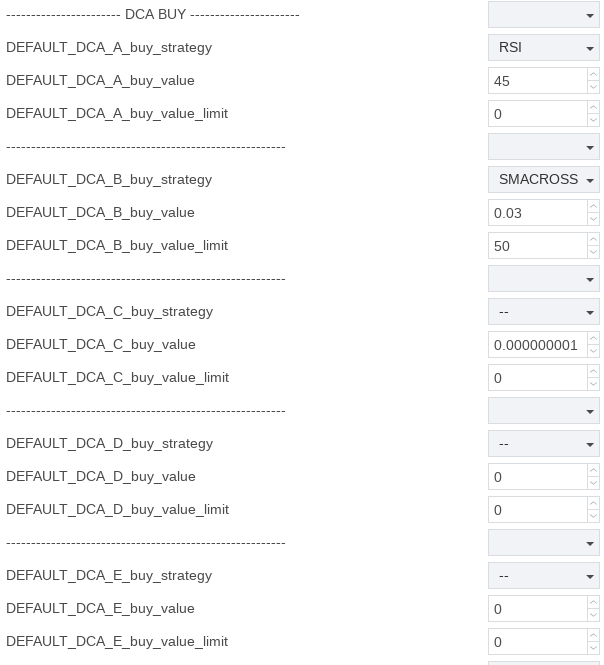 ----------------------- DCA BUY ----------------------
DEFAULT_DCA_A_buy_strategy RSI
DEFAULT_DCA_A_buy_value 45
DEFAULT_DCA_A_buy_value_limit 0
--------------------------------------------------------
DEFAULT_DCA_B_buy_strategy SMACROSS
DEFAULT_DCA_B_buy_value 0.03
DEFAULT_DCA_B_buy_value_limit 50
--------------------------------------------------------
DEFAULT_DCA_C_buy_strategy --
DEFAULT_DCA_C_buy_value 0.000000001
DEFAULT_DCA_C_buy_value_limit 0
--------------------------------------------------------
DEFAULT_DCA_D_buy_strategy --
DEFAULT_DCA_D_buy_value 0
DEFAULT_DCA_D_buy_value_limit 0
--------------------------------------------------------
DEFAULT_DCA_E_buy_strategy --
DEFAULT_DCA_E_buy_value 0
DEFAULT_DCA_E_buy_value_limit 0